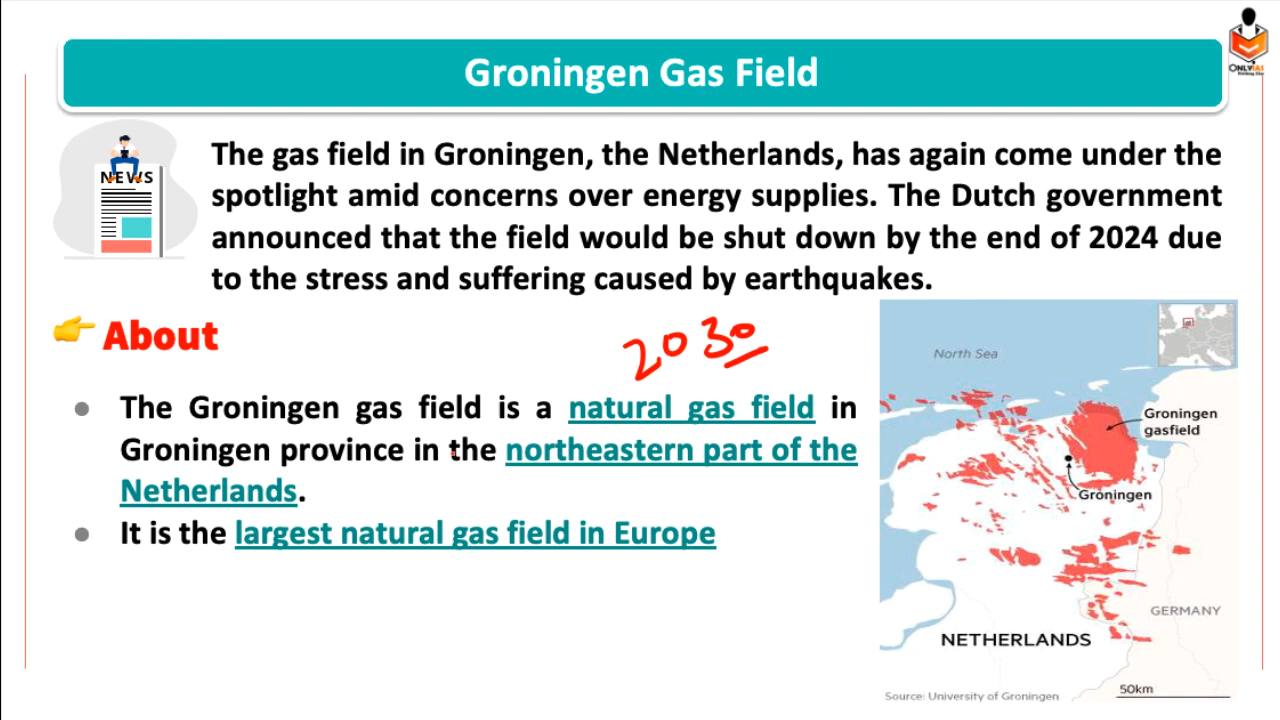 Groningen Gas Field
ONLYIAS
NEWS
The gas field in Groningen, the Netherlands, has again come under the
spotlight amid concerns over energy supplies. The Dutch government
announced that the field would be shut down by the end of 2024 due
to the stress and suffering caused by earthquakes.
About
2030
The Groningen gas field is a natural gas field in
Groningen province in the northeastern part of the
Netherlands.
It is the largest natural gas field in Europe
North Sea
Groningen
gasfield
Groningen
GERMANY
NETHERLANDS
Source: University of Groningen
50km